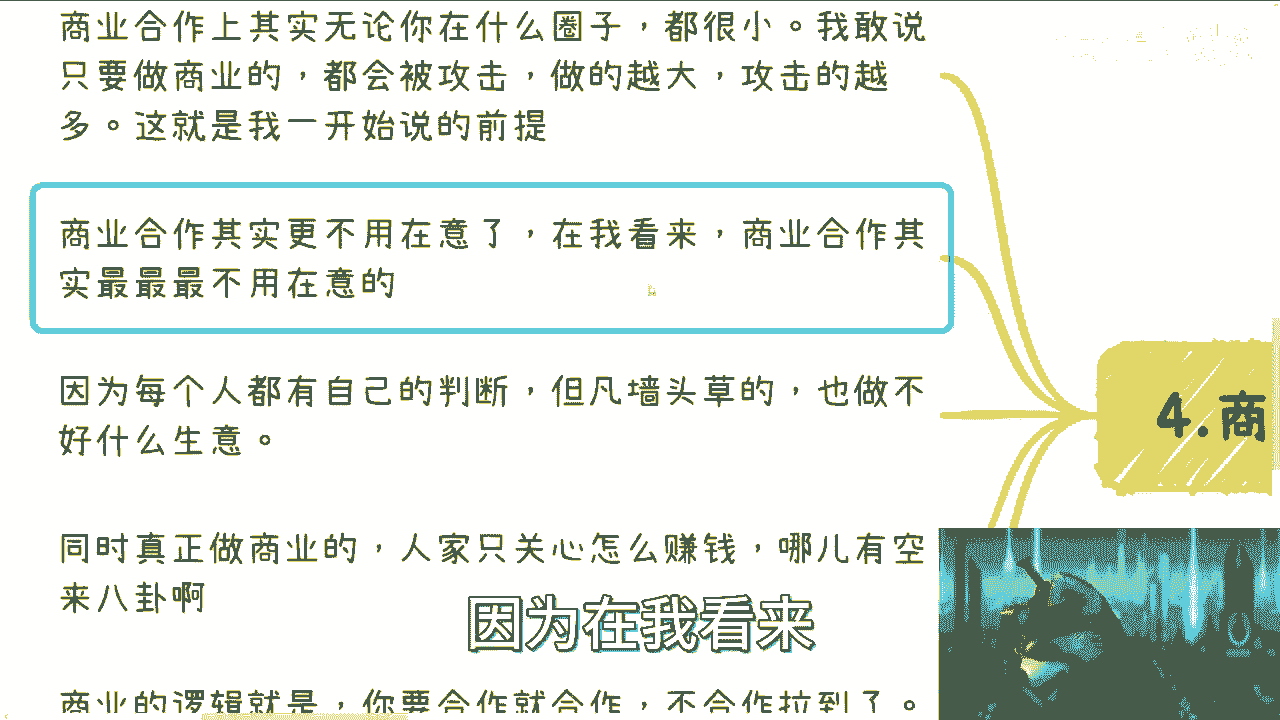 商业合作上其实无论你在什么圈子，都很小。我敢说
只要做商业的，都会被攻击，做的越大，攻击的越
多。这就是我一开始说的前提
商业合作其实更不用在意了，在我看来，商业合作其
实最最最不用在意的
因为每个人都有自己的判断，但凡墙头草的，也做不
好什么生意。
4.商
同时真正做商业的，人家只关心怎么赚钱，哪儿有空
来八卦啊
因为在我看来
商业的逻辑就是，你要合作就合作，不合作拉到了。